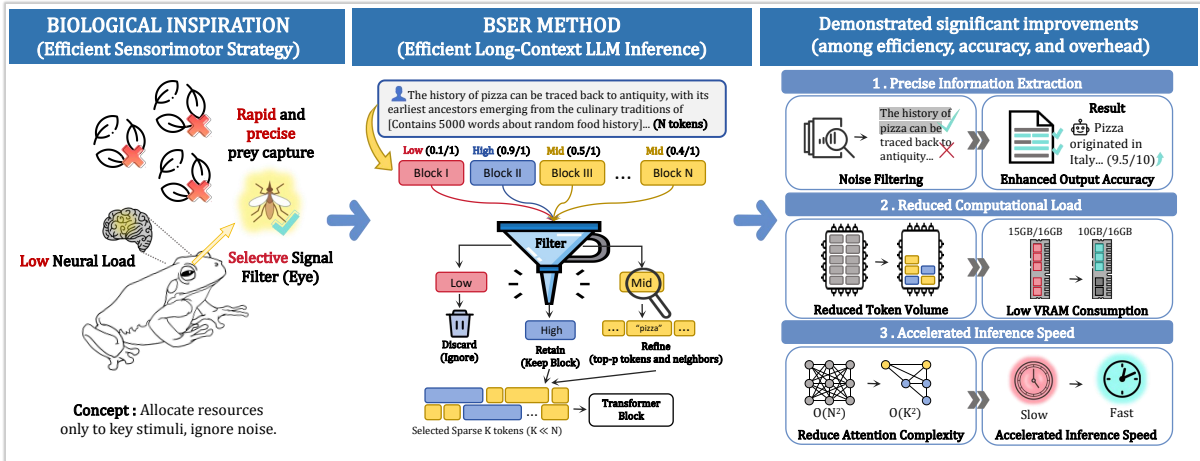 BIOLOGICAL INSPIRATION
(Efficient Sensorimotor Strategy)
Rapid and
precise
prey capture
Low Neural Load
Selective Signal
Filter (Eye)
Concept : Allocate resources
only to key stimuli, ignore noise.
BSER METHOD
(Efficient Long-Context LLM Inference)
The history of pizza can be traced back to antiquity, with its
earliest ancestors emerging from the culinary traditions of
[Contains 5000 words about random food history]... (N tokens)
Low (0.1/1) High (0.9/1) Mid (0.5/1) Mid (0.4/1)
Block I Block II Block III ... Block N
Filter
Low
Mid
Discard
(Ignore)
High
Retain
(Keep Block)
... "pizza" ...
Refine
(top-p tokens and neighbors)
...
Transformer
Block
Selected Sparse K tokens (K ≪ N)
Demonstrated significant improvements
(among efficiency, accuracy, and overhead)
1 . Precise Information Extraction
The history of
pizza can be
traced back to
antiquity...
Noise Filtering
Result
Pizza
originated in
Italy... (9.5/10)
Enhanced Output Accuracy
2 . Reduced Computational Load
Reduced Token Volume
15GB/16GB 10GB/16GB
Low VRAM Consumption
3 . Accelerated Inference Speed
O(N²) O(K²)
Reduce Attention Complexity
Slow Fast
Accelerated Inference Speed